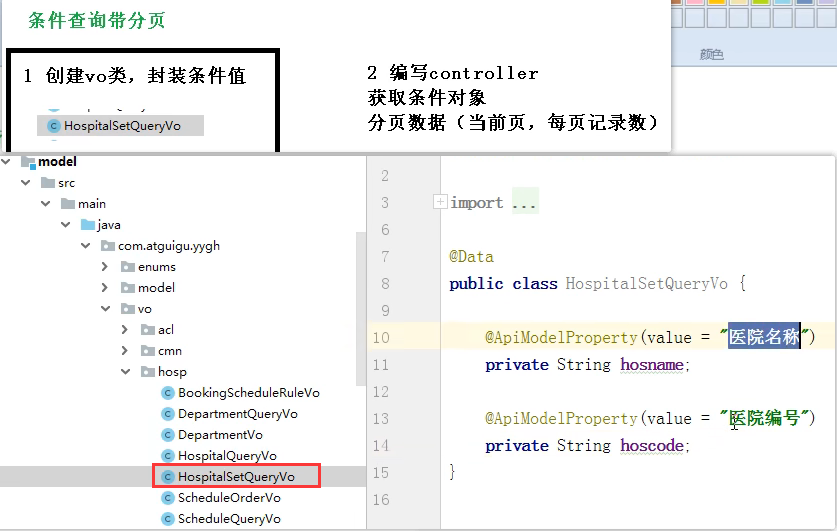 条件查询带分页
颜色
1 创建vo类，封装条件值
HospitalSetQueryVo
2 编写controller
获取条件对象
分页数据（当前页，每页记录数）
model
src
main
java
com.atguigu.yygh
enums
model
vo
acl
cmn
hosp
BookingScheduleRuleVo
DepartmentQueryVo
DepartmentVo
HospitalQueryVo
HospitalSetQueryVo
ScheduleOrderVo
ScheduleQueryVo
2
3 import ...
6
7 @Data
8 public class HospitalSetQueryVo {
9
10 @ApiModelProperty(value = "医院名称")
11 private String hosname;
12
13 @ApiModelProperty(value = "医院编号")
14 private String hoscode;
15 }
16